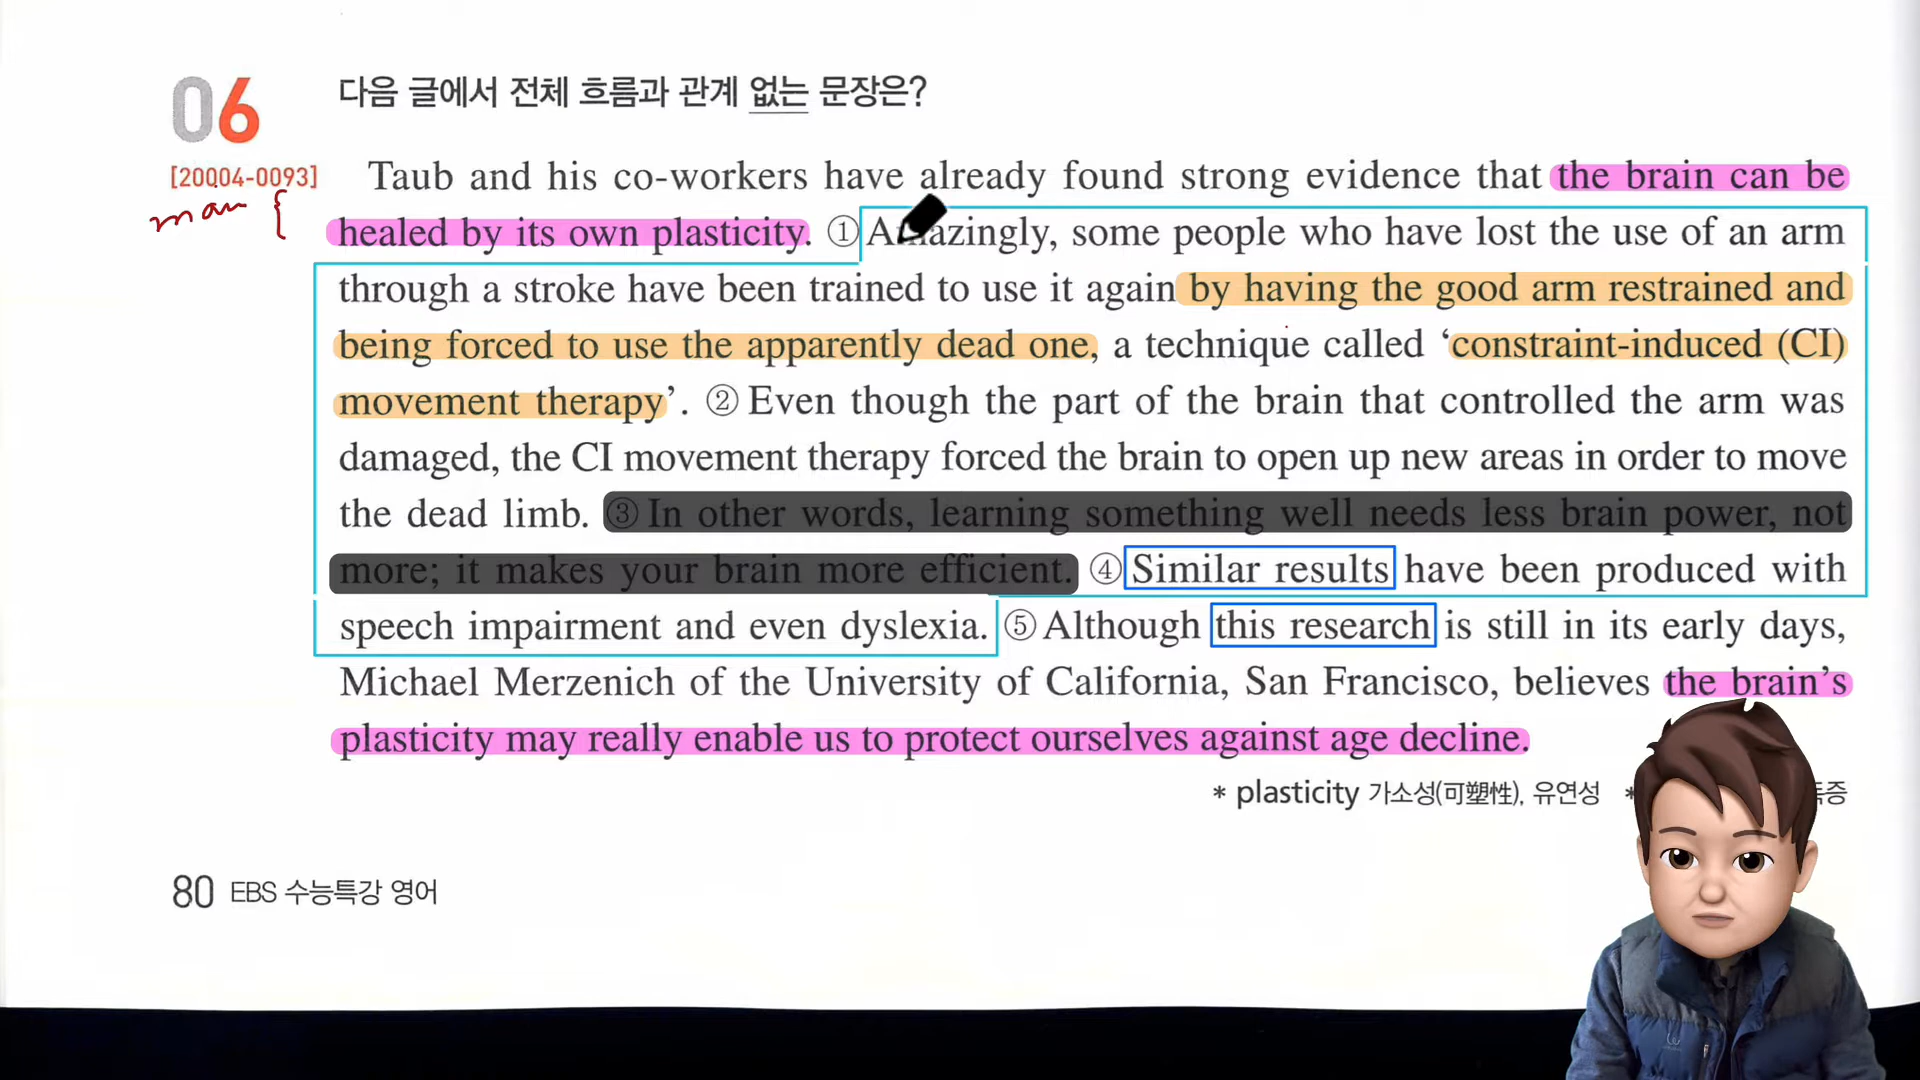 06 다음 글에서 전체 흐름과 관계 없는 문장은?
[20004-0093]
Taub and his co-workers have already found strong evidence that the brain can be
healed by its own plasticity. ① Amazingly, some people who have lost the use of an arm
through a stroke have been trained to use it again by having the good arm restrained and
being forced to use the apparently dead one, a technique called ‘constraint-induced (CI)
movement therapy’. ② Even though the part of the brain that controlled the arm was
damaged, the CI movement therapy forced the brain to open up new areas in order to move
the dead limb. ③ In other words, learning something well needs less brain power, not
more; it makes your brain more efficient. ④ Similar results have been produced with
speech impairment and even dyslexia. ⑤ Although this research is still in its early days,
Michael Merzenich of the University of California, San Francisco, believes the brain’s
plasticity may really enable us to protect ourselves against age decline.
* plasticity 가소성(可塑性), 유연성 *
80 EBS 수능특강 영어